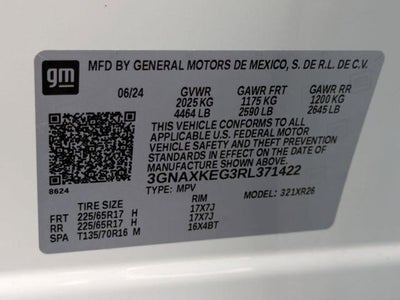 gm
MFD BY GENERAL MOTORS DE MEXICO, S. DE R.L. DE C.V.
06/24 GVWR GAWR FRT GAWR RR
2025 KG 1175 KG 1200 KG
4464 LB 2590 LB 2645 LB
THIS VEHICLE CONFORMS TO ALL
APPLICABLE U.S. FEDERAL MOTOR
VEHICLE SAFETY AND THEFT
PREVENTION STANDARDS IN
EFFECT ON THE DATE OF
MANUFACTURE SHOWN ABOVE.
3GNAXKEG3RL371422
8624
TYPE: MPV MODEL: 321XR26
TIRE SIZE RIM
FRT 225/65R17 H 17X7J
RR 225/65R17 H 17X7J
SPA T135/70R16 M 16X4BT